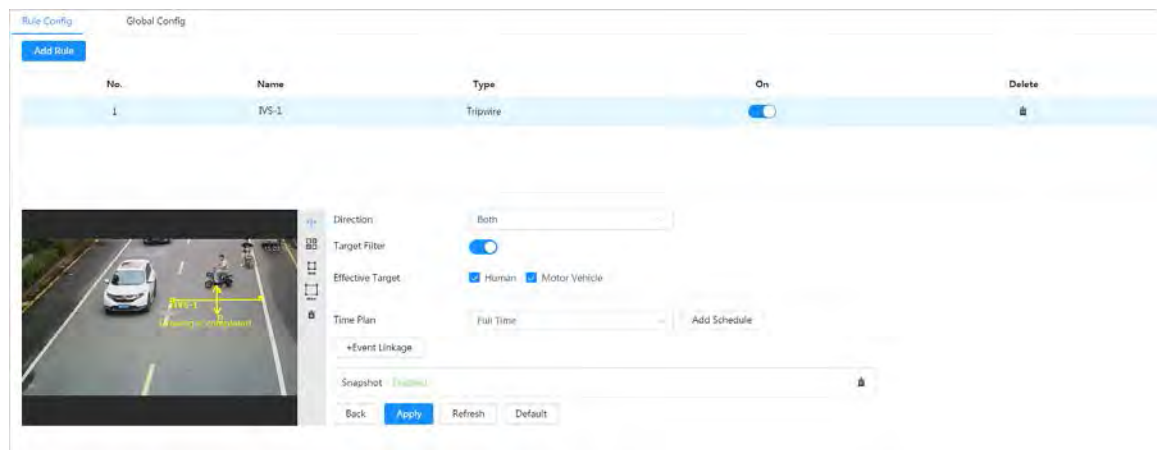 Rule Config Global Config
Add Rule
No. Name Type On Delete
1 IVS-1 Tripwire
Direction Both
Target Filter
Effective Target Human Motor Vehicle
IVS-1
Time Plan Full Time Add Schedule
+Event Linkage
Snapshot Enabled
Back Apply Refresh Default